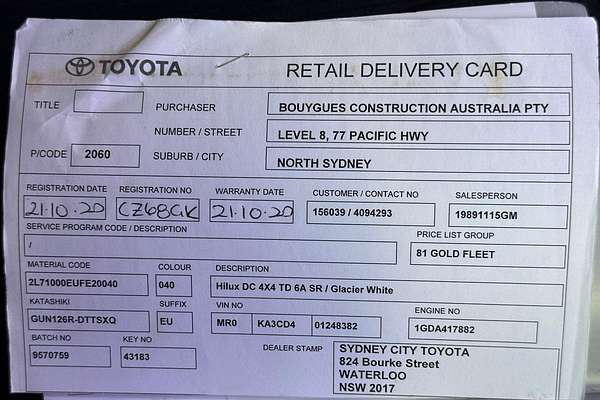 TOYOTA RETAIL DELIVERY CARD
TITLE PURCHASER BOUYGUES CONSTRUCTION AUSTRALIA PTY
NUMBER / STREET LEVEL 8, 77 PACIFIC HWY
P/CODE 2060 SUBURB / CITY NORTH SYDNEY
REGISTRATION DATE REGISTRATION NO WARRANTY DATE CUSTOMER / CONTACT NO SALESPERSON
21.10.20 CZ68GK 21.10.20 156039 / 4094293 19891115GM
SERVICE PROGRAM CODE / DESCRIPTION PRICE LIST GROUP
/ 81 GOLD FLEET
MATERIAL CODE COLOUR DESCRIPTION
2L71000EUFE20040 040 Hilux DC 4X4 TD 6A SR / Glacier White
KATASHIKI SUFFIX VIN NO ENGINE NO
GUN126R-DTTSXQ EU MR0 KA3CD4 01248382 1GDA417882
BATCH NO KEY NO DEALER STAMP SYDNEY CITY TOYOTA
9570759 43183 824 Bourke Street
WATERLOO
NSW 2017